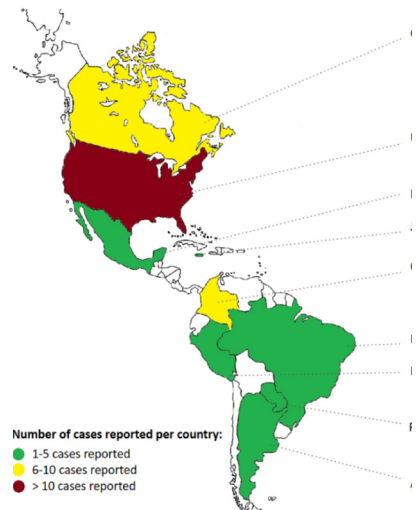 Number of cases reported per country:
1-5 cases reported
6-10 cases reported
> 10 cases reported